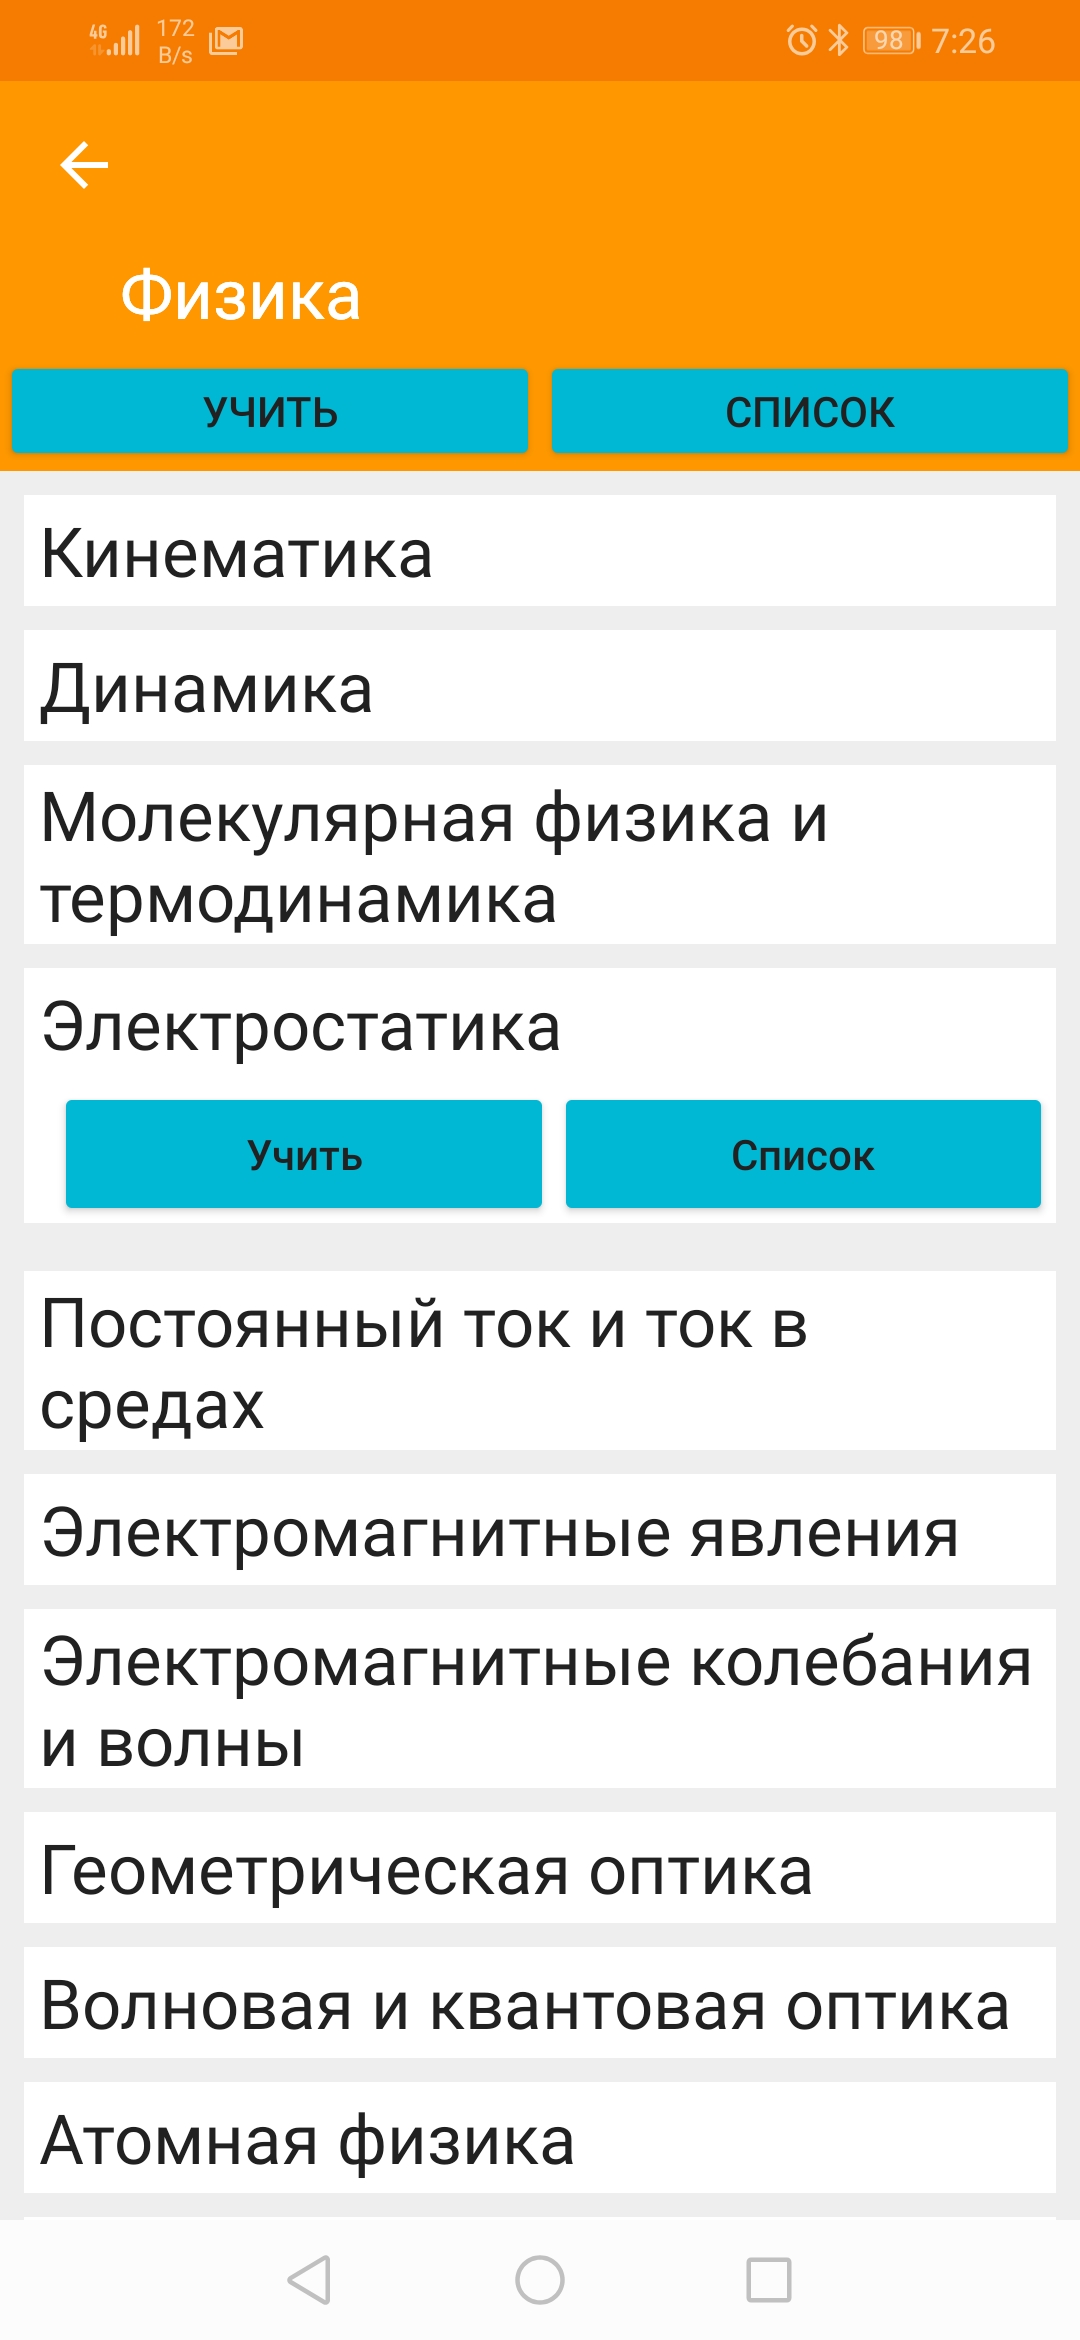 4G 172 B/s 98 7:26
Физика
УЧИТЬ СПИСОК
Кинематика
Динамика
Молекулярная физика и
термодинамика
Электростатика
Учить Список
Постоянный ток и ток в
средах
Электромагнитные явления
Электромагнитные колебания
и волны
Геометрическая оптика
Волновая и квантовая оптика
Атомная физика